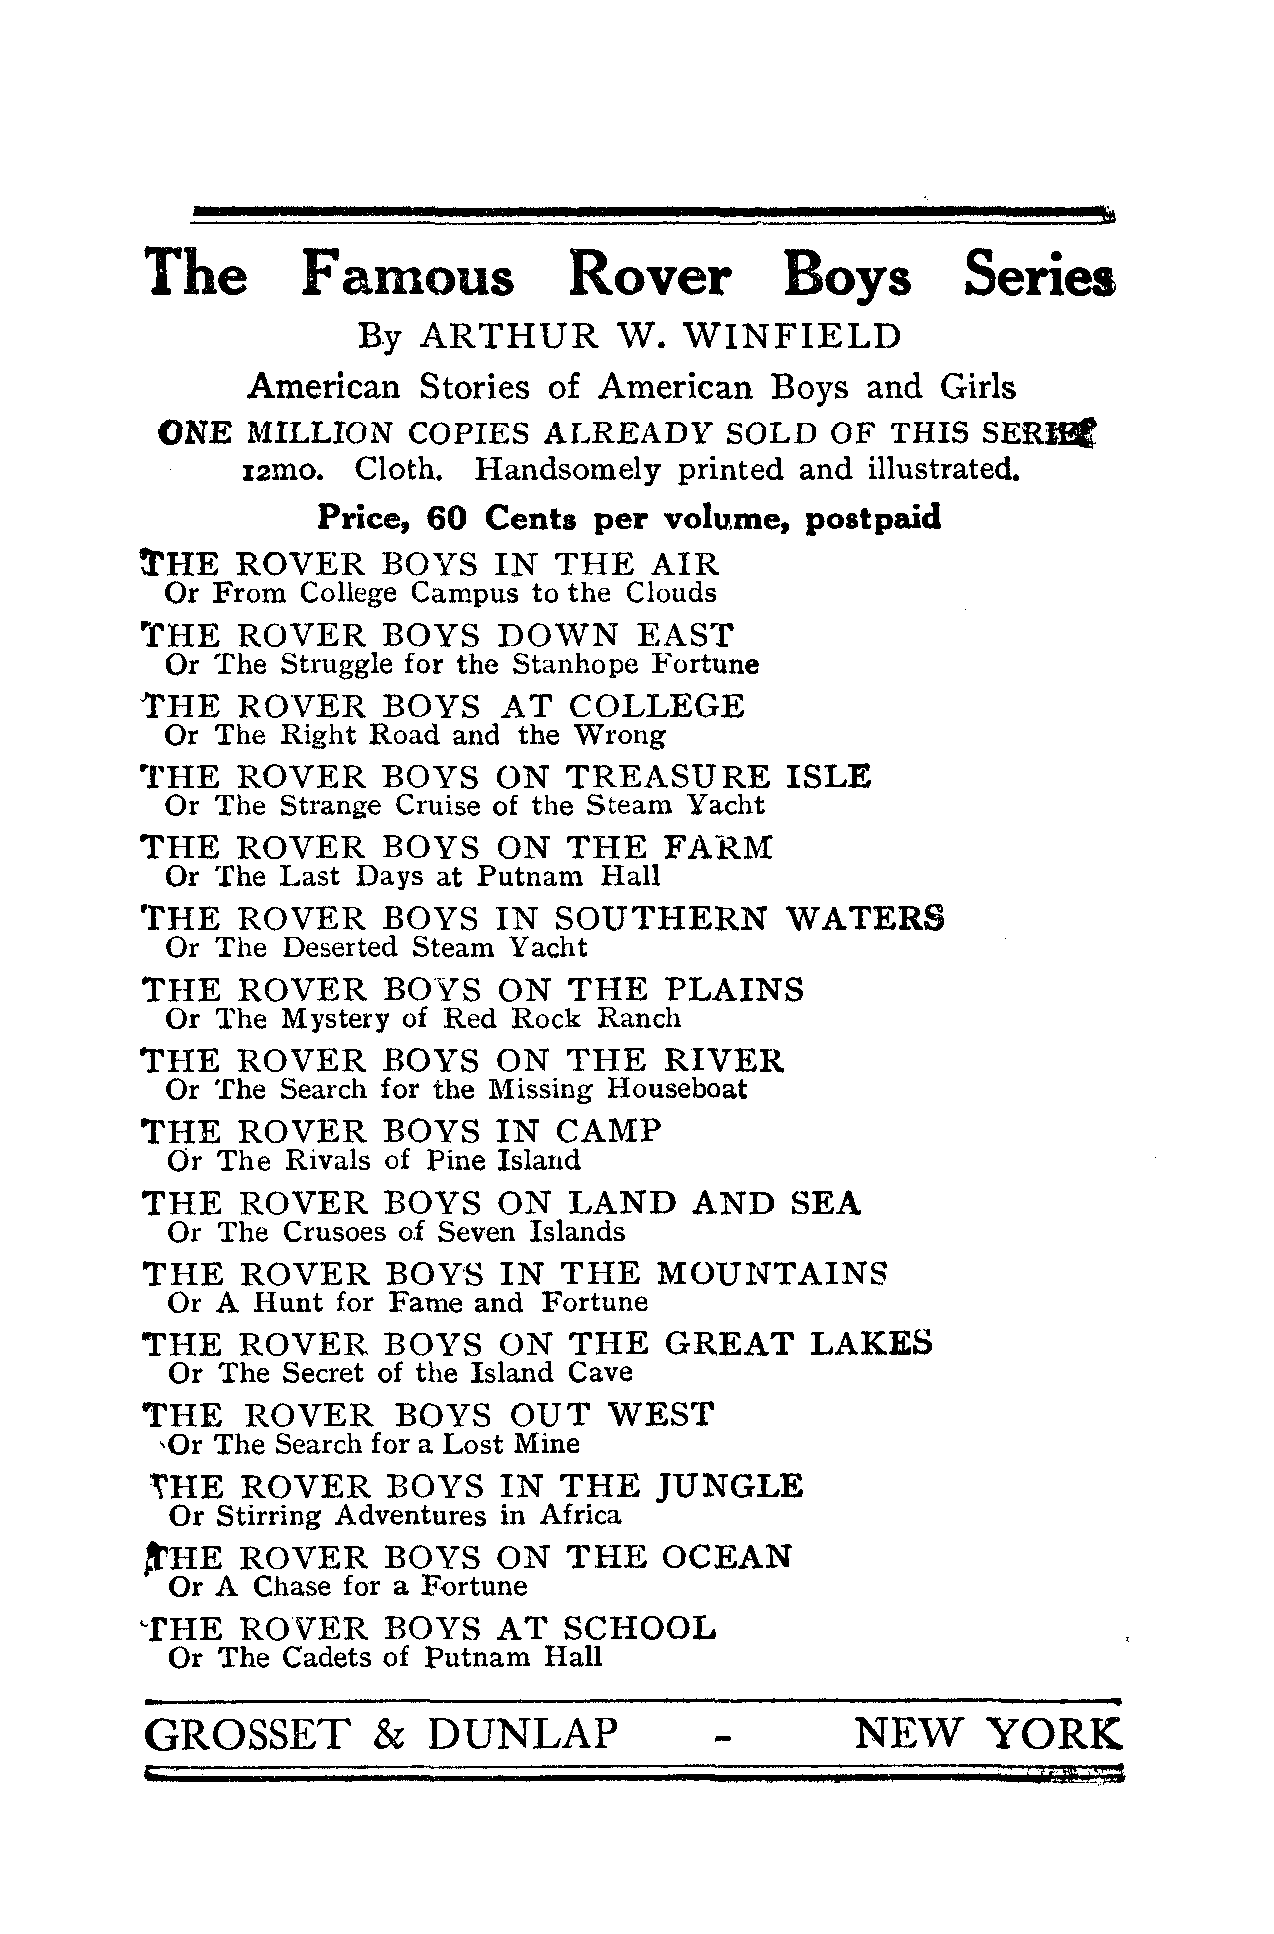 The Famous Rover Boys Series
By ARTHUR W. WINFIELD
American Stories of American Boys and Girls
ONE MILLION COPIES ALREADY SOLD OF THIS SERIES
12mo. Cloth. Handsomely printed and illustrated.
Price, 60 Cents per volume, postpaid
THE ROVER BOYS IN THE AIR
Or From College Campus to the Clouds
THE ROVER BOYS DOWN EAST
Or The Struggle for the Stanhope Fortune
THE ROVER BOYS AT COLLEGE
Or The Right Road and the Wrong
THE ROVER BOYS ON TREASURE ISLE
Or The Strange Cruise of the Steam Yacht
THE ROVER BOYS ON THE FARM
Or The Last Days at Putnam Hall
THE ROVER BOYS IN SOUTHERN WATERS
Or The Deserted Steam Yacht
THE ROVER BOYS ON THE PLAINS
Or The Mystery of Red Rock Ranch
THE ROVER BOYS ON THE RIVER
Or The Search for the Missing Houseboat
THE ROVER BOYS IN CAMP
Or The Rivals of Pine Island
THE ROVER BOYS ON LAND AND SEA
Or The Crusoes of Seven Islands
THE ROVER BOYS IN THE MOUNTAINS
Or A Hunt for Fame and Fortune
THE ROVER BOYS ON THE GREAT LAKES
Or The Secret of the Island Cave
THE ROVER BOYS OUT WEST
Or The Search for a Lost Mine
THE ROVER BOYS IN THE JUNGLE
Or Stirring Adventures in Africa
THE ROVER BOYS ON THE OCEAN
Or A Chase for a Fortune
THE ROVER BOYS AT SCHOOL
Or The Cadets of Putnam Hall
GROSSET & DUNLAP - NEW YORK